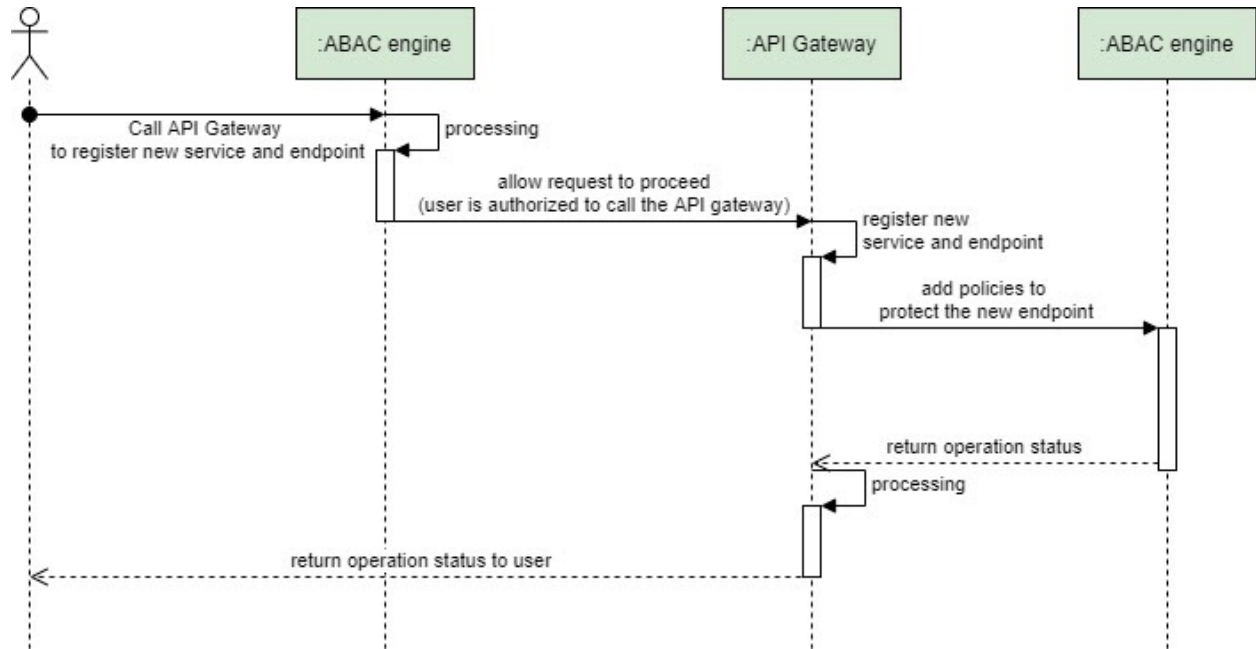 :ABAC engine
:API Gateway
:ABAC engine
Call API Gateway
to register new service and endpoint
processing
allow request to proceed
(user is authorized to call the API gateway)
register new
service and endpoint
add policies to
protect the new endpoint
return operation status
processing
return operation status to user